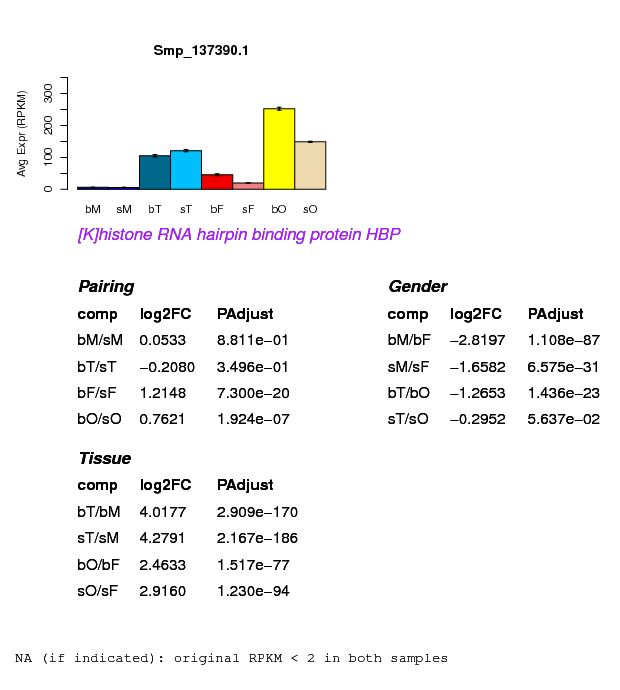 Smp_137390.1
Avg Expr (RPKM)
300
200
100
0
bM sM bT sT bF sF bO sO
[K]histone RNA hairpin binding protein HBP
Pairing
comp log2FC PAdjust
bM/sM 0.0533 8.811e−01
bT/sT −0.2080 3.496e−01
bF/sF 1.2148 7.300e−20
bO/sO 0.7621 1.924e−07
Gender
comp log2FC PAdjust
bM/bF −2.8197 1.108e−87
sM/sF −1.6582 6.575e−31
bT/bO −1.2653 1.436e−23
sT/sO −0.2952 5.637e−02
Tissue
comp log2FC PAdjust
bT/bM 4.0177 2.909e−170
sT/sM 4.2791 2.167e−186
bO/bF 2.4633 1.517e−77
sO/sF 2.9160 1.230e−94
NA (if indicated): original RPKM < 2 in both samples